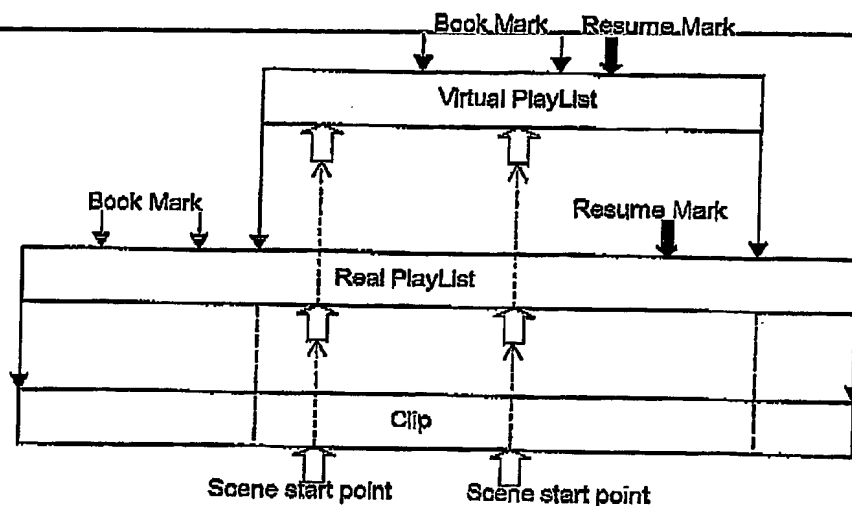 Book Mark Resume Mark
Virtual PlayList
Book Mark
Resume Mark
Real PlayList
Clip
Scene start point
Scene start point